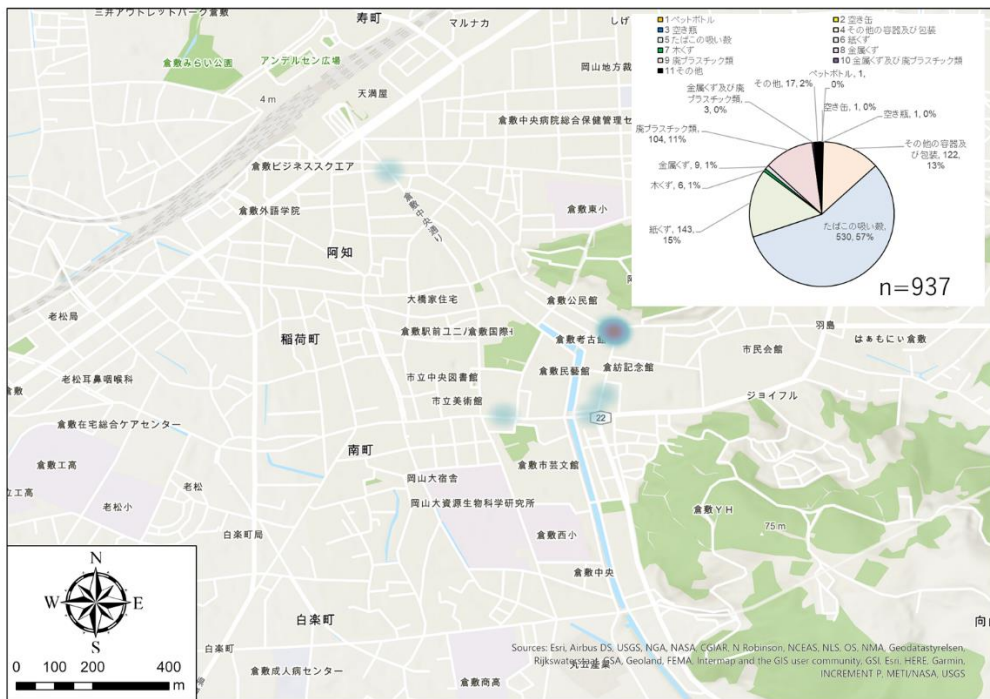 三井アウトレットパーク倉敷
寿町
マルナカ
しげ
倉敷みらい公園
アンデルセン広場
岡山地方裁
4 m
天満屋
倉敷中央病院総合保健管理セ
倉敷ビジネススクエア
倉敷中央通り
倉敷外語学院
倉敷東小
阿知
大橋家住宅
倉敷公民館
老松局
稲荷町
倉敷駅前ユニ
倉敷国際
倉敷考古館
羽島
はぁもにぃ倉敷
市民会館
老松耳鼻咽喉科
市立中央図書館
倉敷民藝館
倉紡記念館
倉敷
市立美術館
ジョイフル
22
倉敷在宅総合ケアセンター
南町
倉敷工高
倉敷市芸文館
岡山大宿舎
立工高
老松
岡山大資源生物科学研究所
老松小
倉敷YH
75 m
白楽町局
倉敷西小
倉敷中央
白楽町
向山
白楽町
倉敷成人病センター
倉敷商高
1 ペットボトル
2 空き缶
3 空き瓶
4 その他の容器及び包装
5 たばこの吸い殻
6 紙くず
7 木くず
8 金属くず
9 廃プラスチック類
10 金属くず及び廃プラスチック類
11 その他
ペットボトル, 1,
0%
空き缶, 1, 0%
空き瓶, 1, 0%
その他の容器及
び包装, 122,
13%
たばこの吸い殻,
530, 57%
紙くず, 143,
15%
木くず, 6, 1%
金属くず, 9, 1%
廃プラスチック類,
104, 11%
金属くず及び廃
プラスチック類,
3, 0%
その他, 17, 2%
n=937
N
W
E
S
0 100 200 400
m
Sources: Esri, Airbus DS, USGS, NGA, NASA, CGIAR, N Robinson, NCEAS, NLS, OS, NMA, Geodatastyrelsen,
Rijkswaterstaat, GSA, Geoland, FEMA, Intermap and the GIS user community, GSI, Esri, HERE, Garmin,
INCREMENT P, METI/NASA, USGS